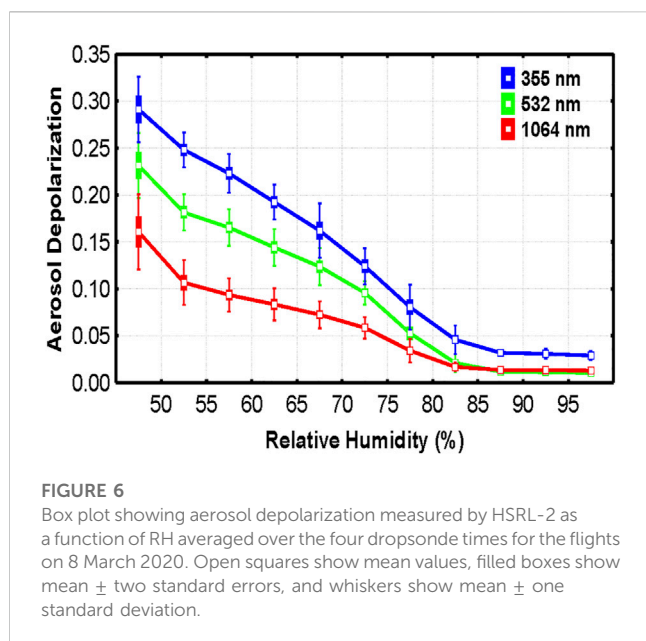 0.35
0.30
0.25
0.20
0.15
0.10
0.05
0.00
Aerosol Depolarization
355 nm
532 nm
1064 nm
50 55 60 65 70 75 80 85 90 95
Relative Humidity (%)
FIGURE 6
Box plot showing aerosol depolarization measured by HSRL-2 as
a function of RH averaged over the four dropsonde times for the flights
on 8 March 2020. Open squares show mean values, filled boxes show
mean ± two standard errors, and whiskers show mean ± one
standard deviation.